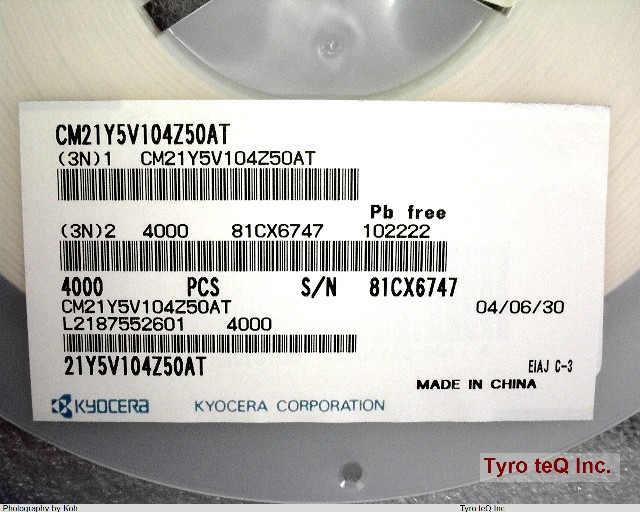 CM21Y5V104Z50AT
(3N)1 CM21Y5V104Z50AT
Pb free
(3N)2 4000 81CX6747 102222
4000 PCS S/N 81CX6747
CM21Y5V104Z50AT 04/06/30
L2187552601 4000
21Y5V104Z50AT EIAJ C-3
MADE IN CHINA
KYOCERA KYOCERA CORPORATION
Tyro teQ Inc.
Photography by Koh Tyro teQ Inc